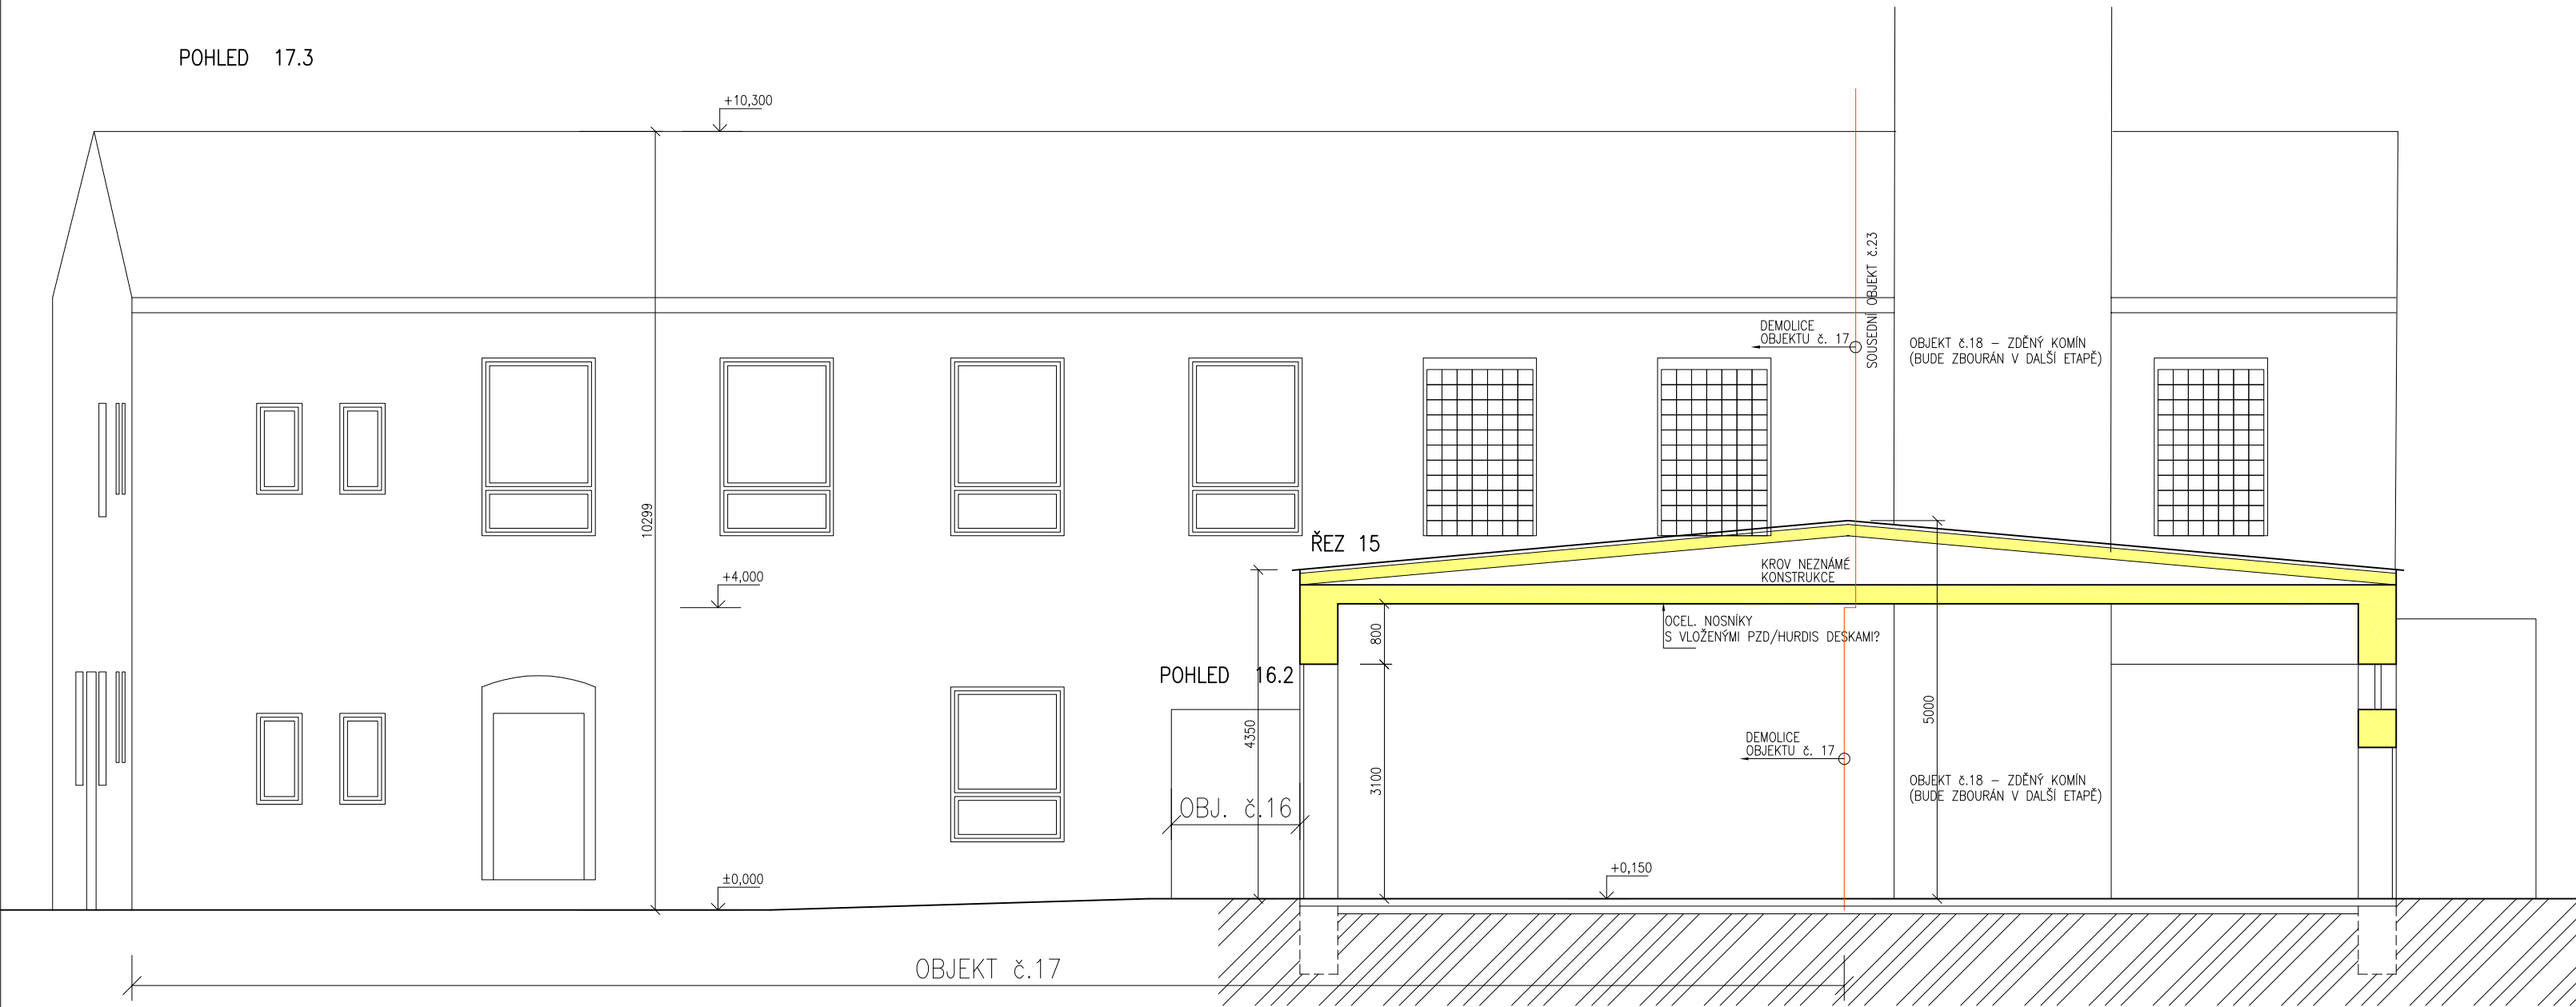 POHLED 17.3
+10,300
SOUSEDNÍ OBJEKT č.23
DEMOLICE
OBJEKTU č. 17
OBJEKT č.18 – ZDĚNÝ KOMÍN
(BUDE ZBOURÁN V DALŠÍ ETAPĚ)
10299
ŘEZ 15
+4,000
KROV NEZNÁMÉ
KONSTRUKCE
OCEL. NOSNÍKY
S VLOŽENÝMI PZD/HURDIS DESKAMI?
800
POHLED 16.2
4350
5000
DEMOLICE
OBJEKTU č. 17
3100
OBJEKT č.18 – ZDĚNÝ KOMÍN
(BUDE ZBOURÁN V DALŠÍ ETAPĚ)
OBJ. č.16
±0,000
+0,150
OBJEKT č.17